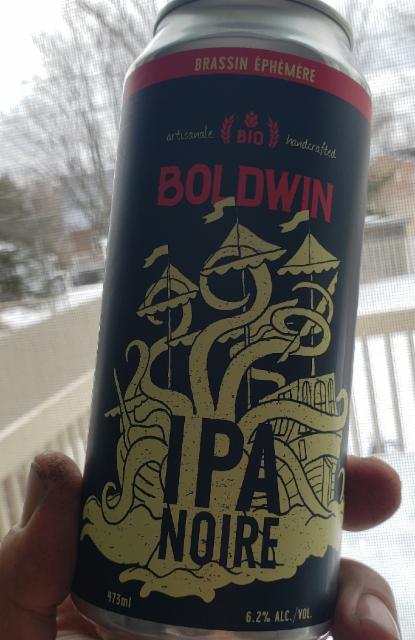 BRASSIN ÉPHÉMÈRE
artisanale BIO handcrafted
BOLDWIN
IPA
NOIRE
473ml
6.2% ALC./VOL.